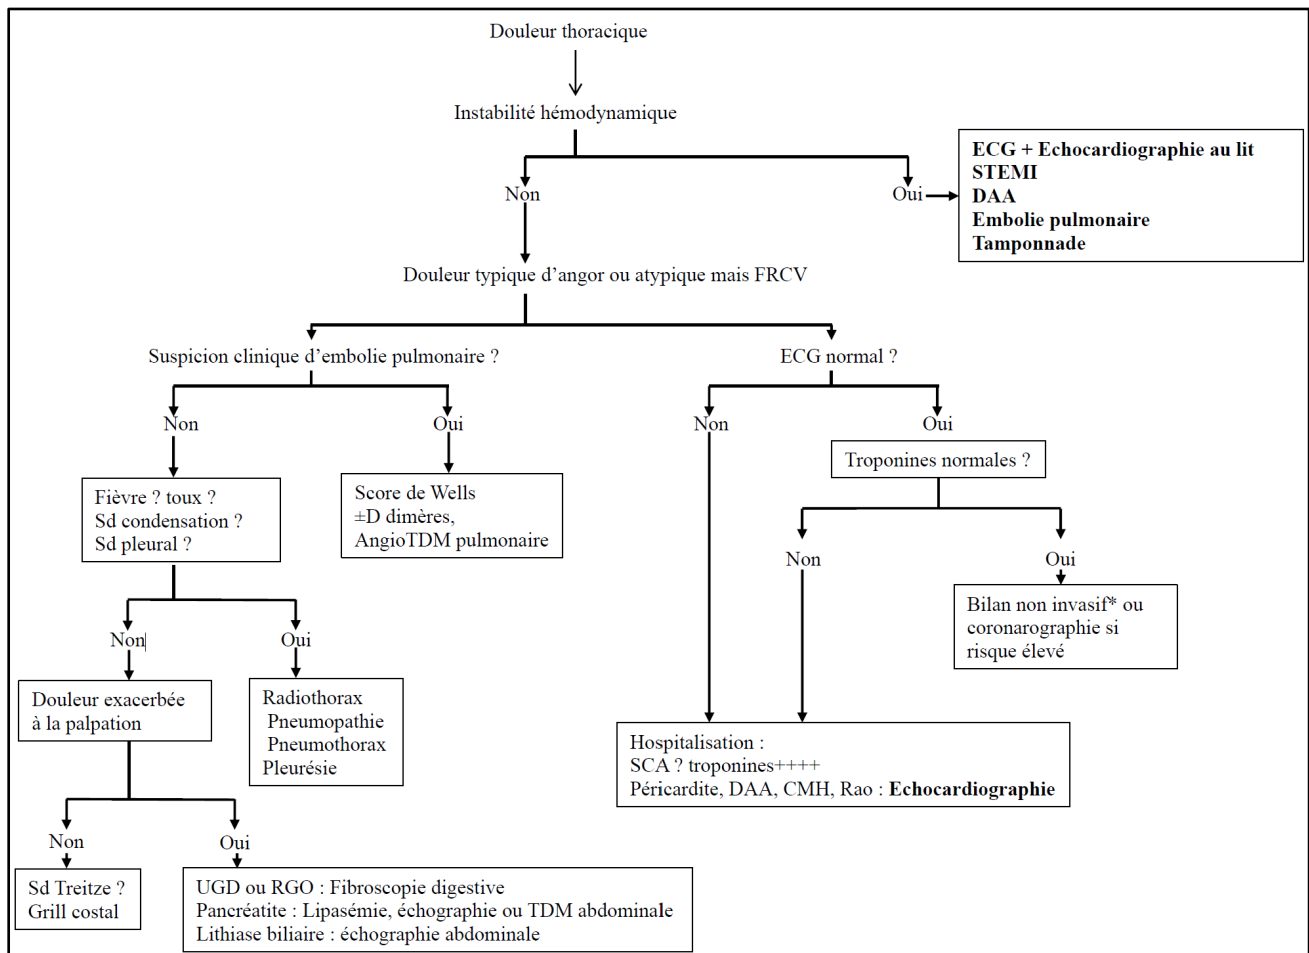 Douleur thoracique
Instabilité hémodynamique
ECG + Echocardiographie au lit
STEMI
DAA
Embolie pulmonaire
Tamponnade
Non
Oui
Douleur typique d’angor ou atypique mais FRCV
Suspicion clinique d’embolie pulmonaire ?
ECG normal ?
Non
Oui
Non
Oui
Troponines normales ?
Fièvre ? toux ?
Sd condensation ?
Sd pleural ?
Score de Wells
±D dimères,
AngioTDM pulmonaire
Non
Oui
Bilan non invasif* ou
coronarographie si
risque élevé
Non
Oui
Douleur exacerbée
à la palpation
Radiothorax
Pneumopathie
Pneumothorax
Pleurésie
Hospitalisation :
SCA ? troponines++++
Péricardite, DAA, CMH, Rao : Echocardiographie
Non
Oui
Sd Treitze ?
Grill costal
UGD ou RGO : Fibroscopie digestive
Pancréatite : Lipasémie, échographie ou TDM abdominale
Lithiase biliaire : échographie abdominale